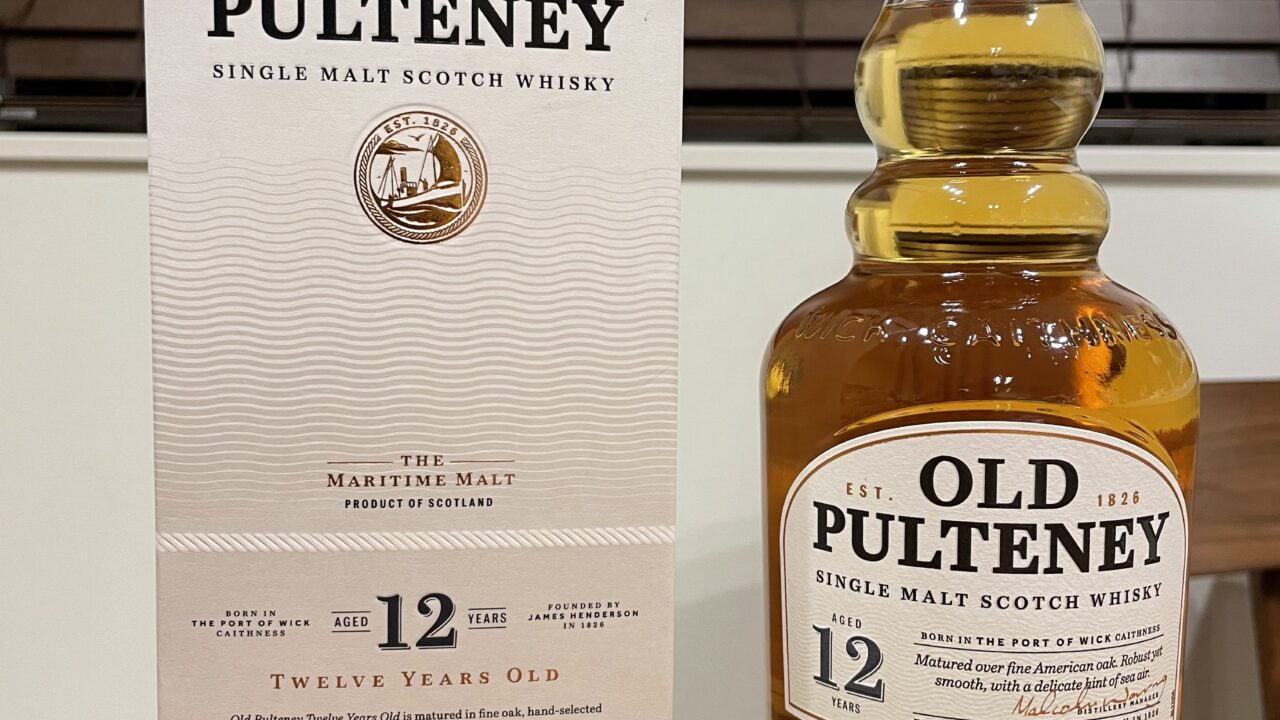 PULTENEY
SINGLE MALT SCOTCH WHISKY
EST. 1826
THE
MARITIME MALT
PRODUCT OF SCOTLAND
BORN IN
THE PORT OF WICK
CAITHNESS
AGED 12 YEARS
FOUNDED BY
JAMES HENDERSON
IN 1826
TWELVE YEARS OLD
Old Pulteney Twelve Years Old is matured in fine oak, hand-selected
WICK CAITHNESS
EST. OLD 1826
PULTENEY
SINGLE MALT SCOTCH WHISKY
AGED
12
YEARS
BORN IN THE PORT OF WICK CAITHNESS
Matured over fine American oak. Robust yet
smooth, with a delicate hint of sea air.
DISTILLERY MANAGER
IN 1826